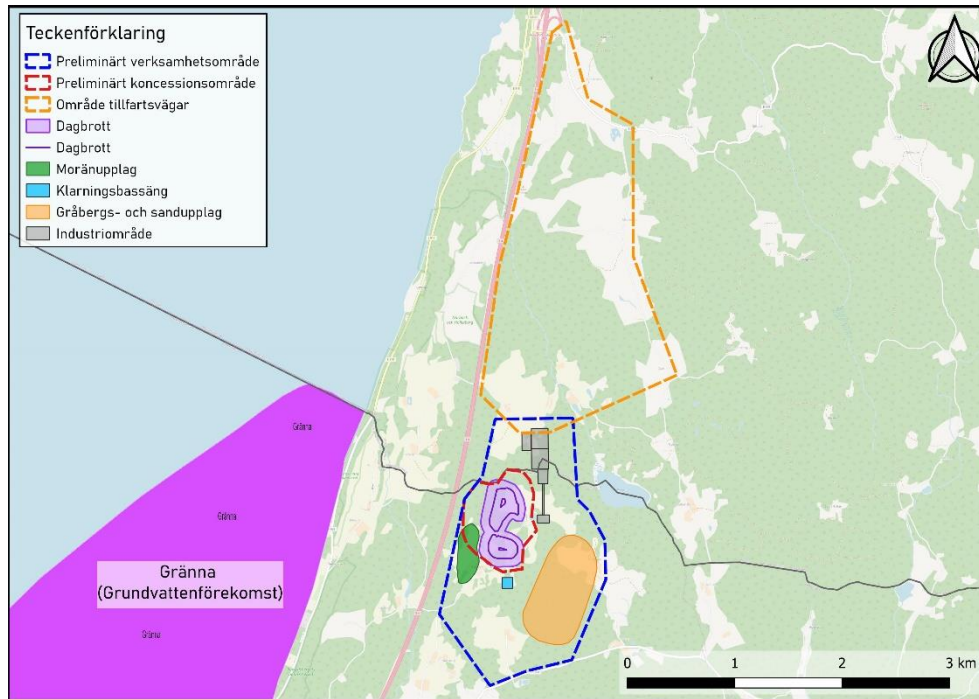 Teckenförklaring
Preliminärt verksamhetsområde
Preliminärt koncessionsområde
Område tillfartsvägar
Dagbrott
Dagbrott
Moränupplag
Klarningsbassäng
Gråbergs- och sandupplag
Industriområde
Gränna
Gränna
Gränna
(Grundvattenförekomst)
Gränna
0 1 2 3 km